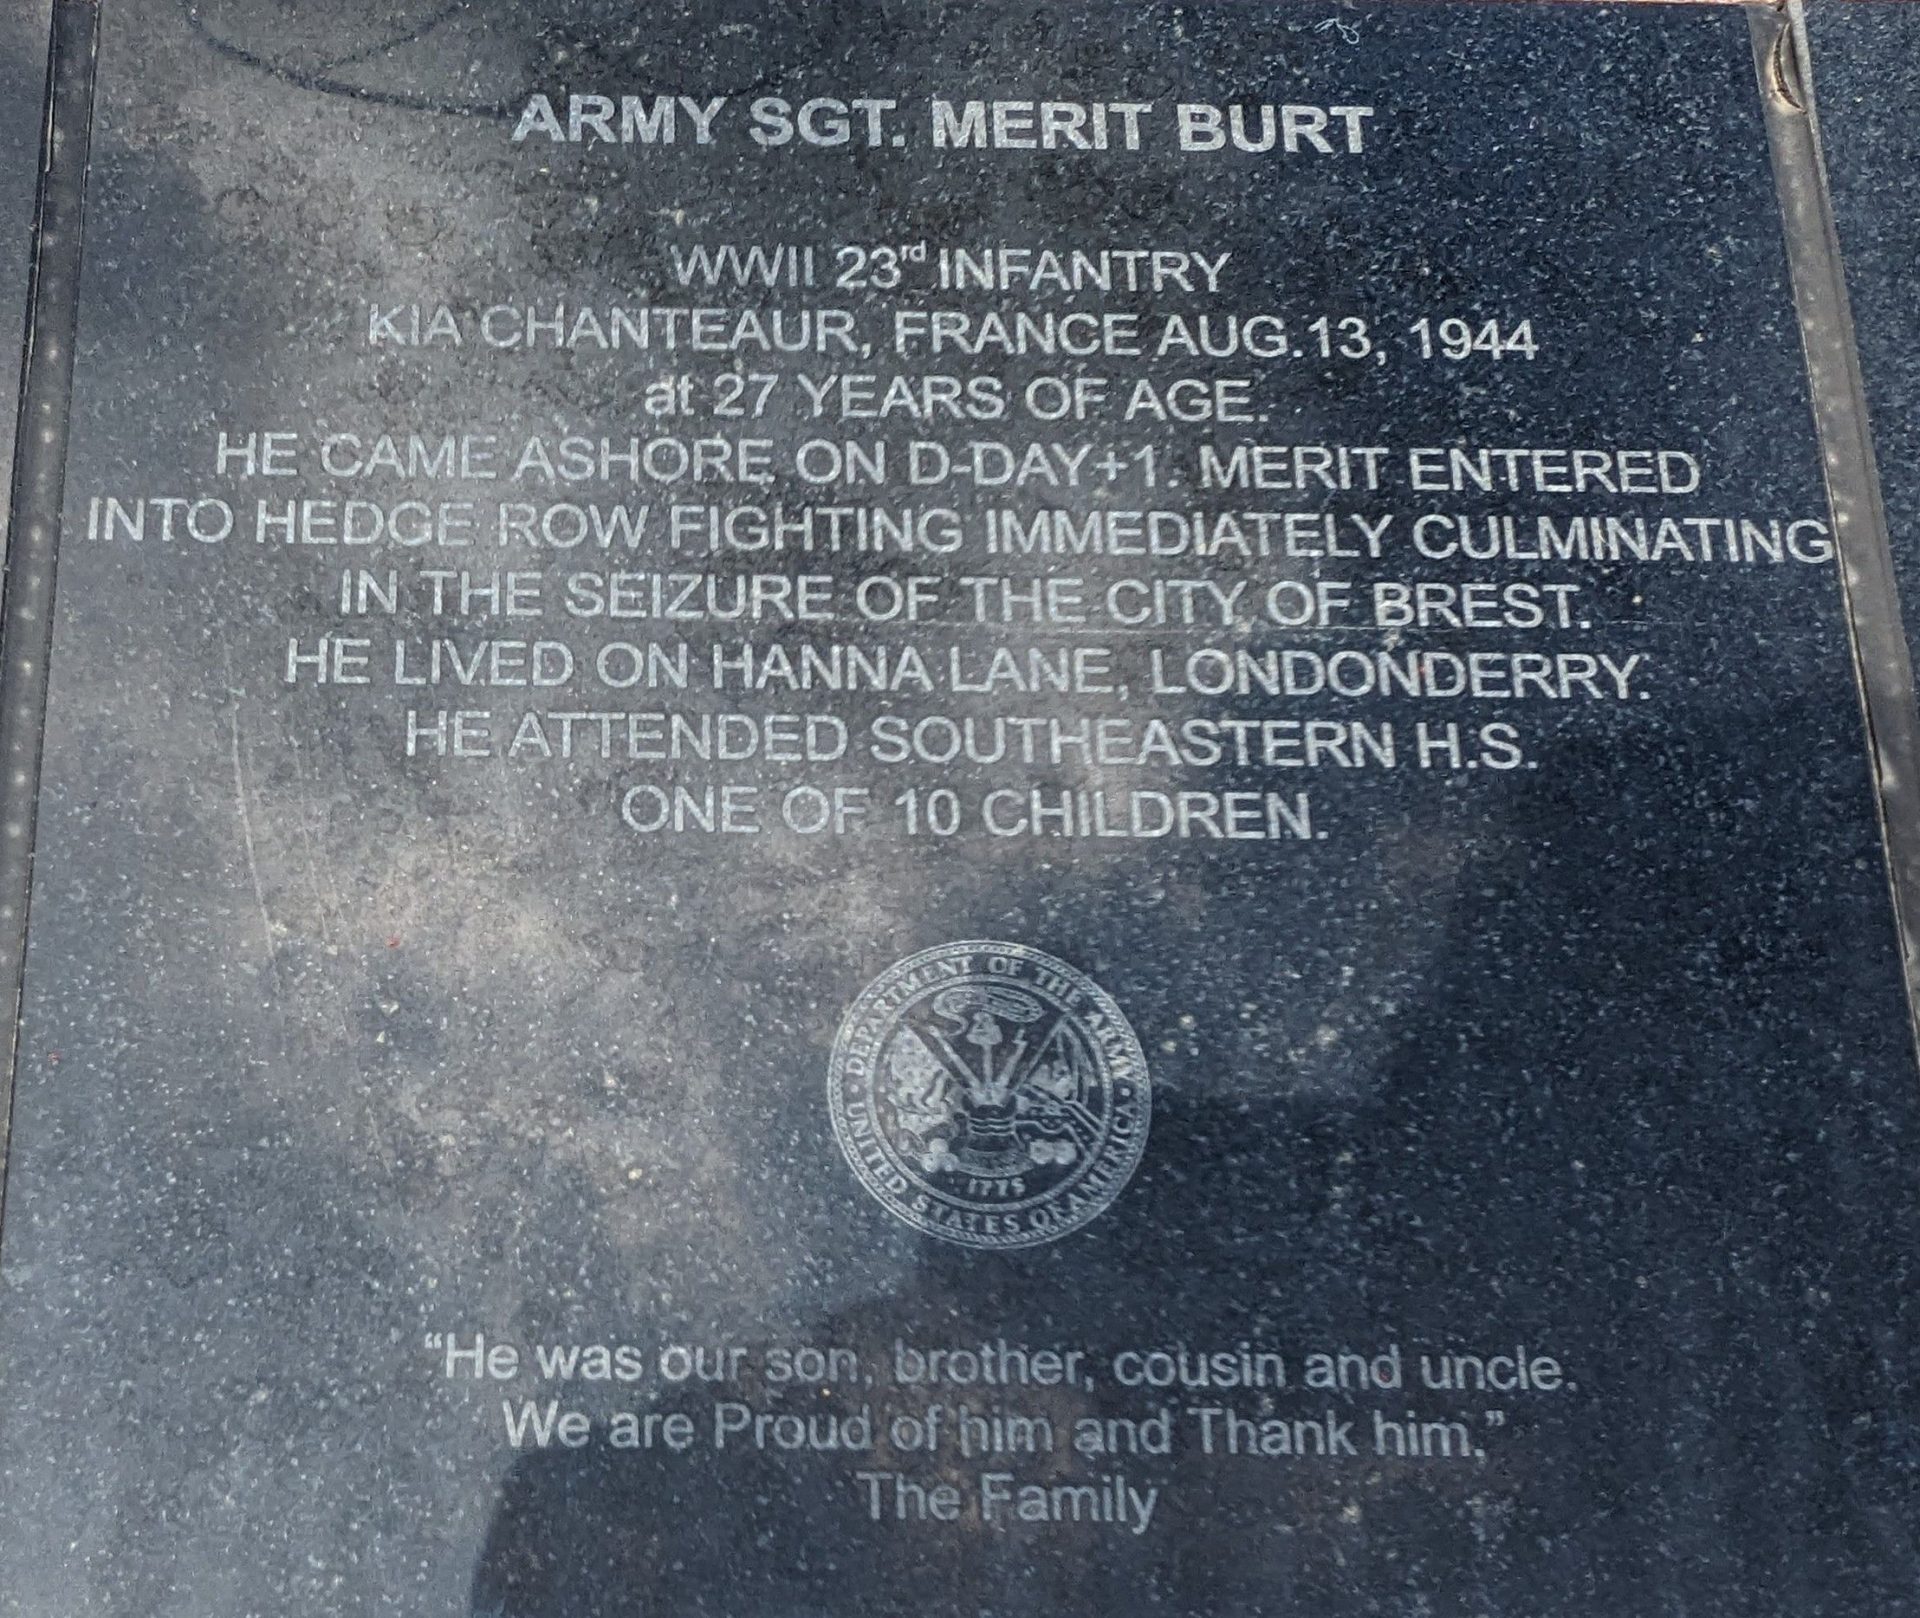 ARMY SGT. MERIT BURT
WWII 23rd INFANTRY
KIA CHANTEAUR, FRANCE AUG.13, 1944
at 27 YEARS OF AGE.
HE CAME ASHORE ON D-DAY+1. MERIT ENTERED
INTO HEDGE ROW FIGHTING IMMEDIATELY CULMINATING
IN THE SEIZURE OF THE CITY OF BREST.
HE LIVED ON HANNA LANE, LONDONDERRY.
HE ATTENDED SOUTHEASTERN H.S.
ONE OF 10 CHILDREN.
DEPARTMENT OF THE ARMY
UNITED STATES OF AMERICA
1775
“He was our son, brother, cousin and uncle.
We are Proud of him and Thank him.”
The Family